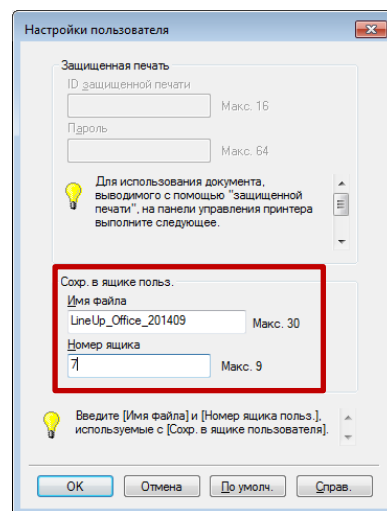 Настройки пользователя
Защищенная печать
ID защищенной печати
Макс. 16
Пароль
Макс. 64
Для использования документа,
выводимого с помощью "защищенной
печати", на панели управления принтера
выполните следующее.
Сохр. в ящике польз.
Имя файла
LineUp_Office_201409 Макс. 30
Номер ящика
7 Макс. 9
Введите [Имя файла] и [Номер ящика польз.],
используемые с [Сохр. в ящике пользователя].
OK Отмена По умолч. Справ.